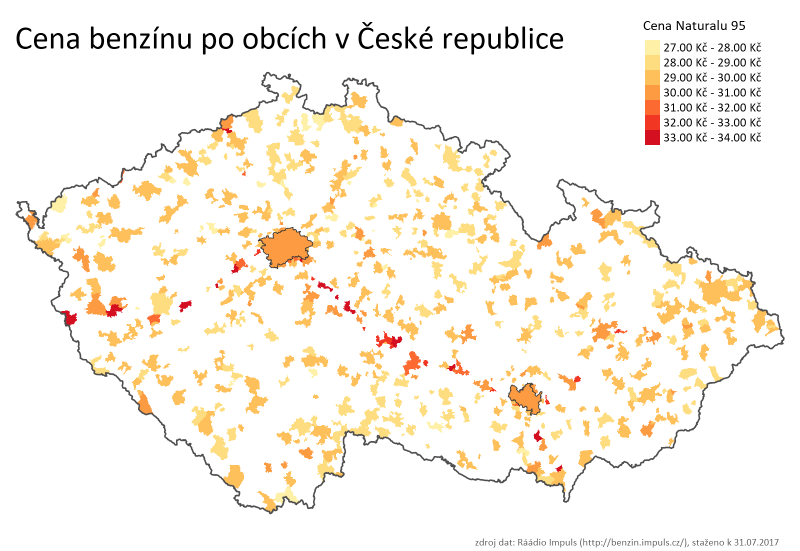 Cena benzínu po obcích v České republice
Cena Naturalu 95
27.00 Kč - 28.00 Kč
28.00 Kč - 29.00 Kč
29.00 Kč - 30.00 Kč
30.00 Kč - 31.00 Kč
31.00 Kč - 32.00 Kč
32.00 Kč - 33.00 Kč
33.00 Kč - 34.00 Kč
zdroj dat: Ráádio Impuls (http://benzin.impuls.cz/), staženo k 31.07.2017